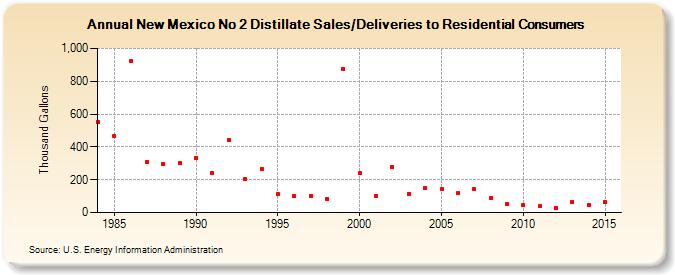 Annual New Mexico No 2 Distillate Sales/Deliveries to Residential Consumers
Thousand Gallons
1,000
800
600
400
200
0
1985 1990 1995 2000 2005 2010 2015
Source: U.S. Energy Information Administration